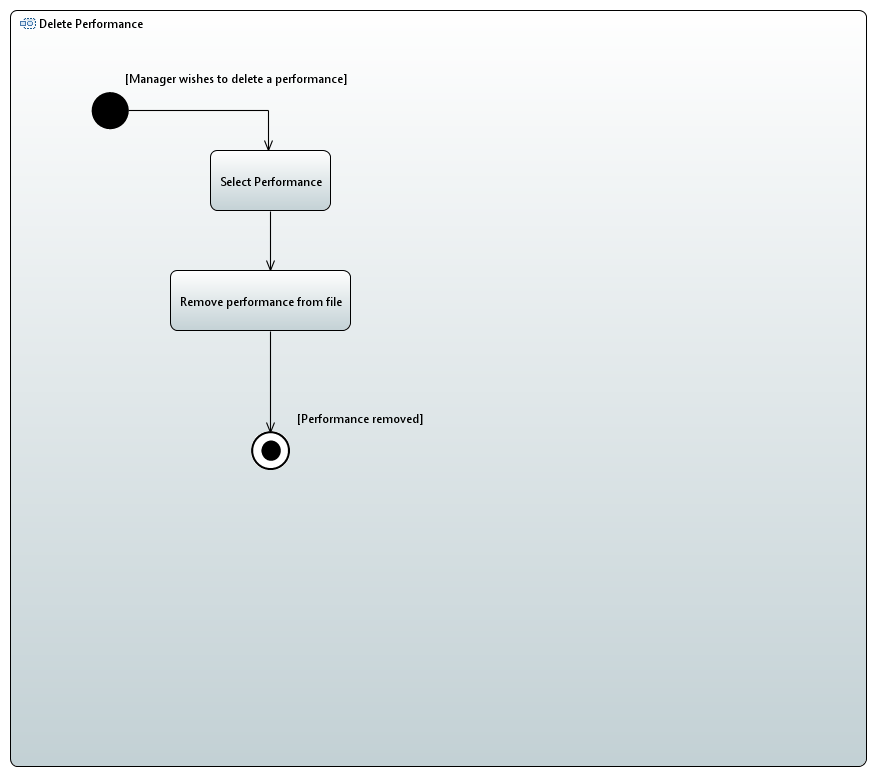 Delete Performance
[Manager wishes to delete a performance]
Select Performance
Remove performance from file
[Performance removed]